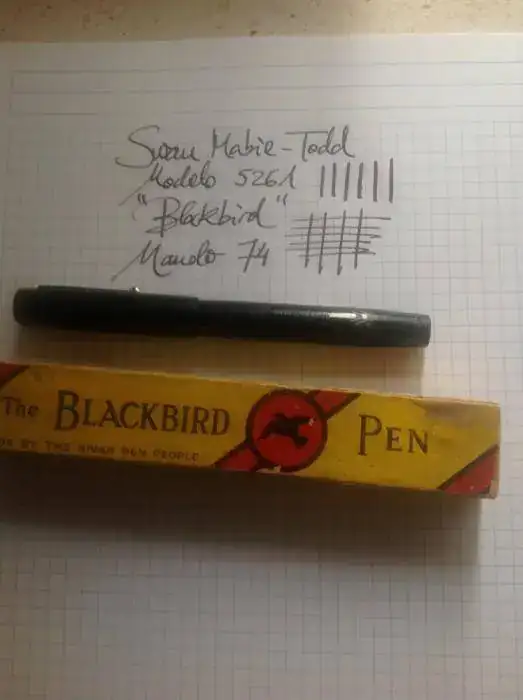 Swan Mabie-Todd
Modelo 5261
"Blackbird"
Manolo 74
The BLACKBIRD PEN
BY THE SWAN PEN PEOPLE